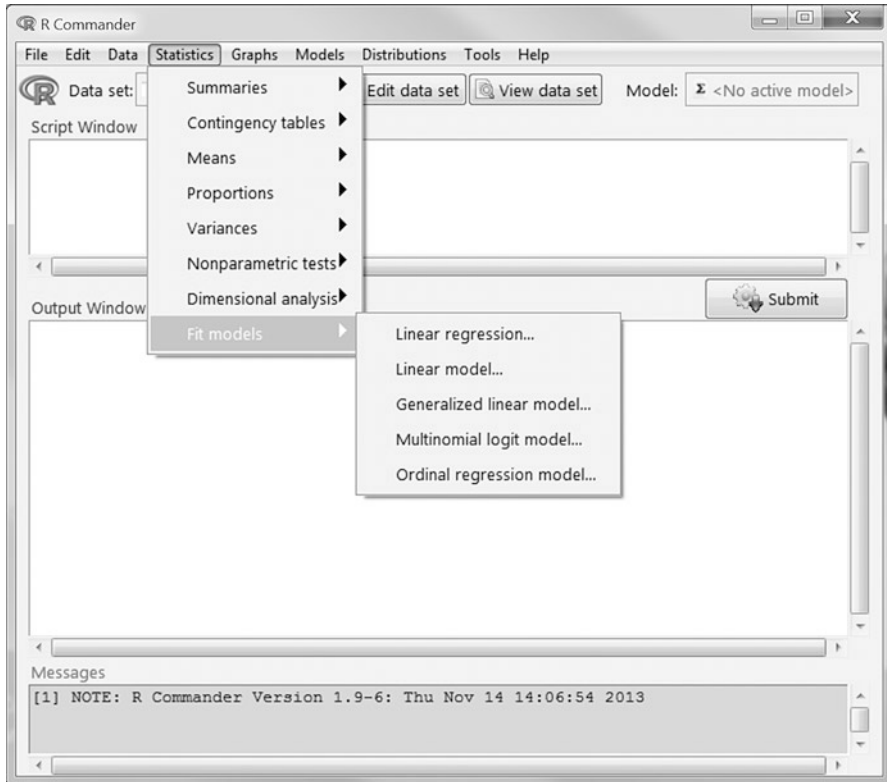 R Commander
File Edit Data Statistics Graphs Models Distributions Tools Help
Data set: Edit data set View data set Model: Σ <No active model>
Script Window
Summaries
Contingency tables
Means
Proportions
Variances
Nonparametric tests
Dimensional analysis
Fit models
Output Window
Submit
Linear regression...
Linear model...
Generalized linear model...
Multinomial logit model...
Ordinal regression model...
Messages
[1] NOTE: R Commander Version 1.9-6: Thu Nov 14 14:06:54 2013